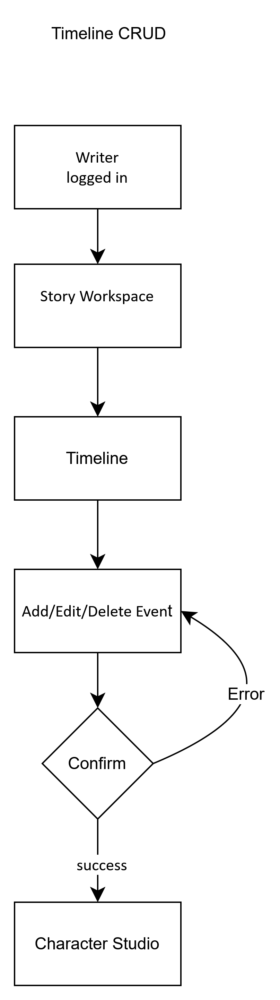 Timeline CRUD
Writer
logged in
Story Workspace
Timeline
Add/Edit/Delete Event
Error
Confirm
success
Character Studio